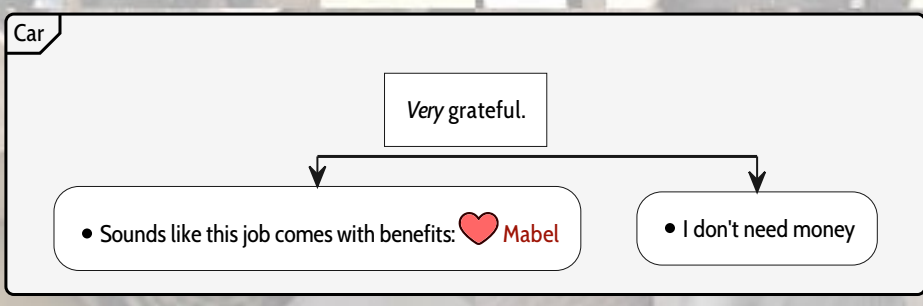 Car
Very grateful.
• Sounds like this job comes with benefits: Mabel
• I don't need money